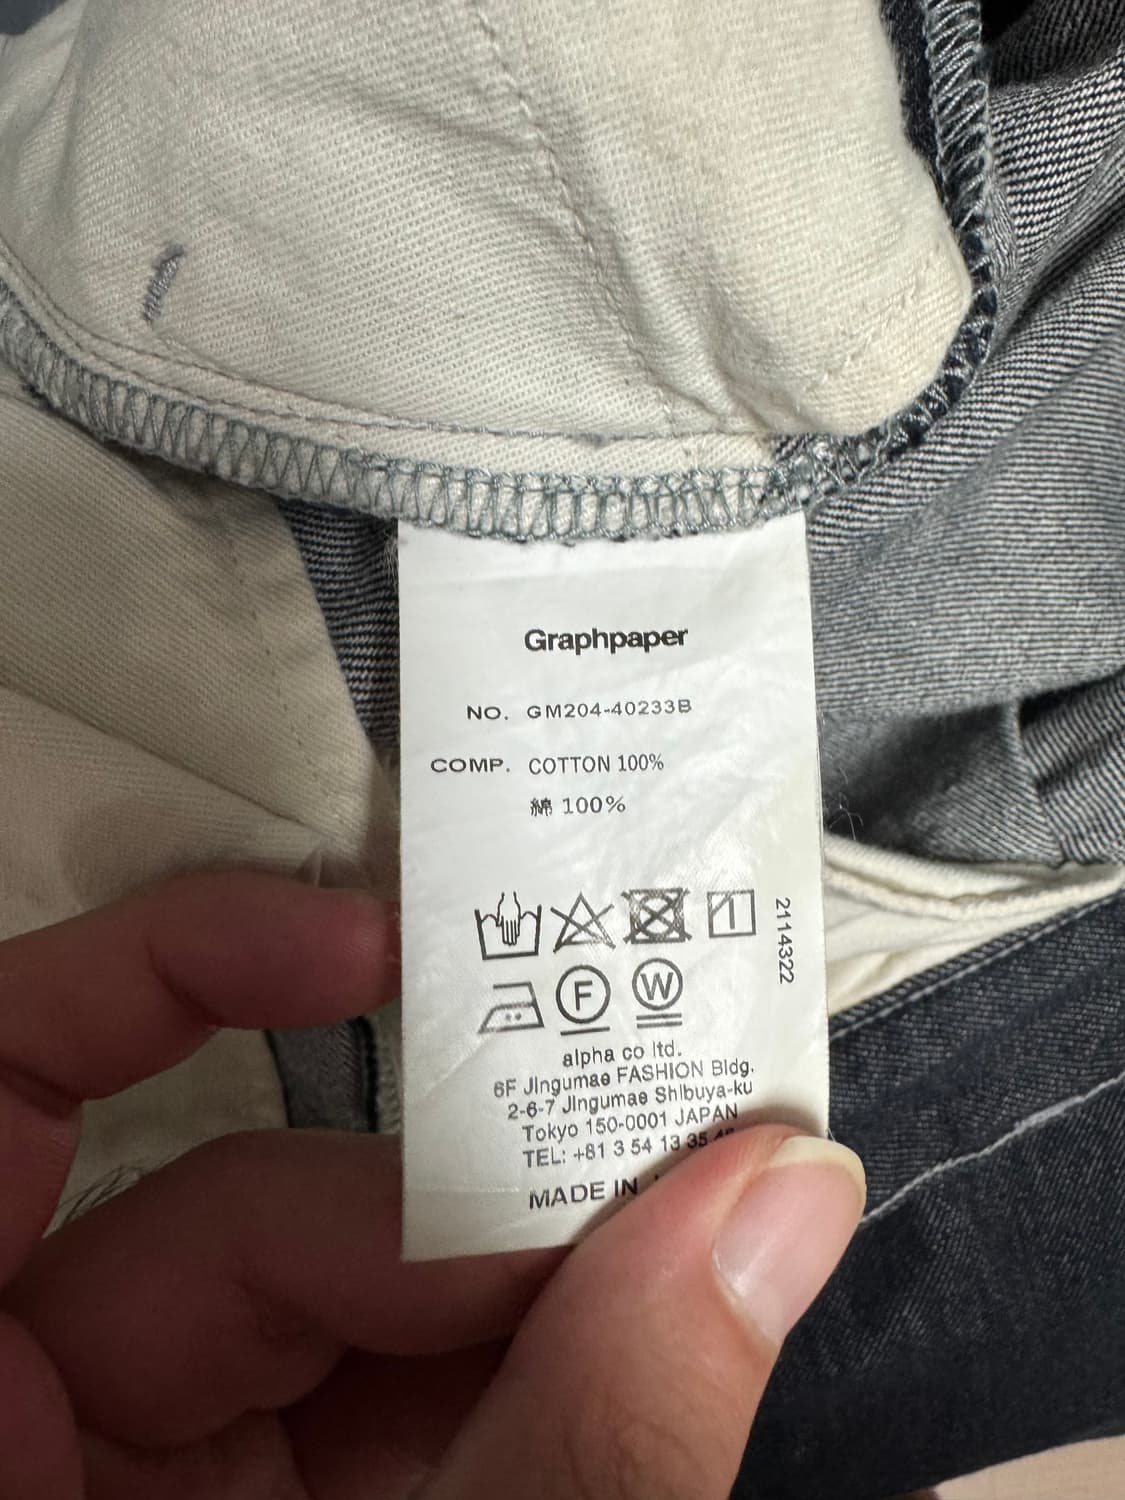 Graphpaper
NO. GM204-40233B
COMP. COTTON 100%
綿 100%
2114322
F
W
alpha co ltd.
6F Jingumae FASHION Bldg.
2-6-7 Jingumae Shibuya-ku
Tokyo 150-0001 JAPAN
TEL: +81 3 54 13 35
MADE IN